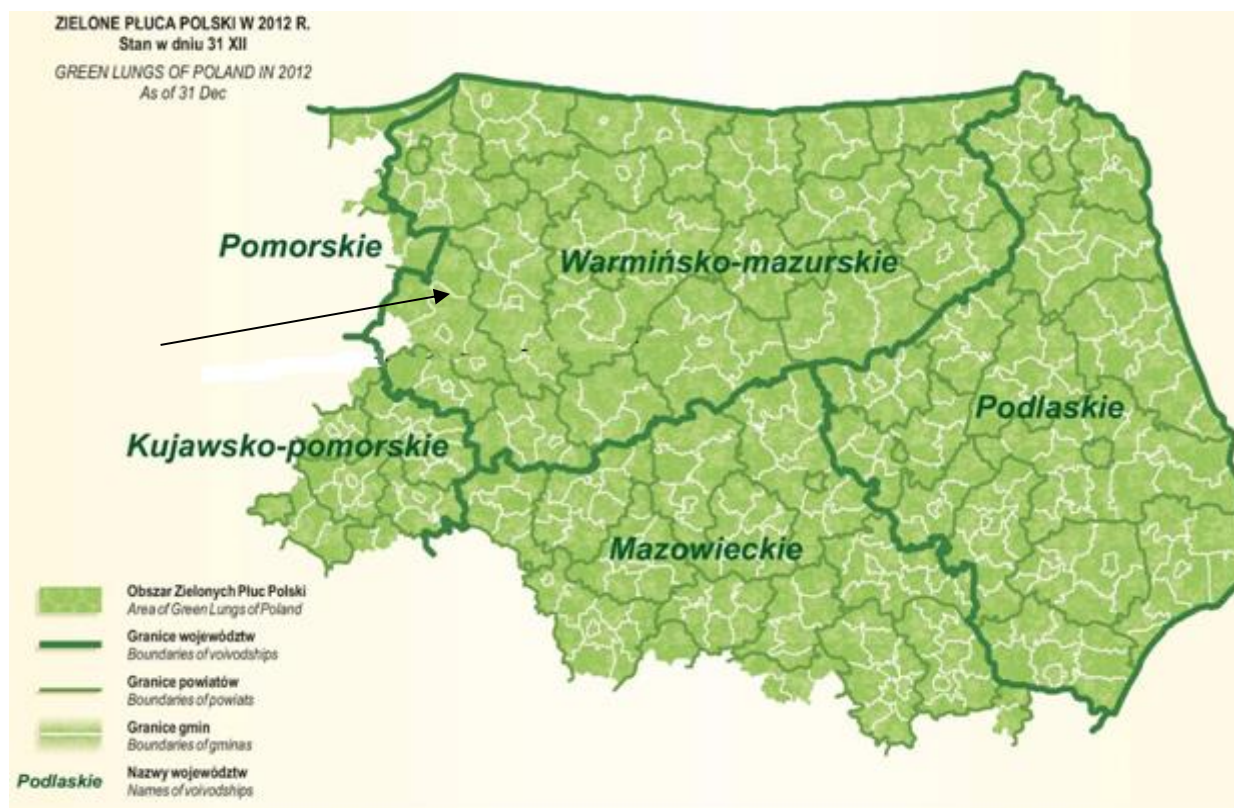 ZIELONE PŁUCA POLSKI W 2012 R.
Stan w dniu 31 XII
GREEN LUNGS OF POLAND IN 2012
As of 31 Dec
Pomorskie
Warmińsko-mazurskie
Podlaskie
Kujawsko-pomorskie
Mazowieckie
Obszar Zielonych Płuc Polski
Area of Green Lungs of Poland
Granice województw
Boundaries of voivodships
Granice powiatów
Boundaries of powiats
Granice gmin
Boundaries of gminas
Podlaskie
Nazwy województw
Names of voivodships